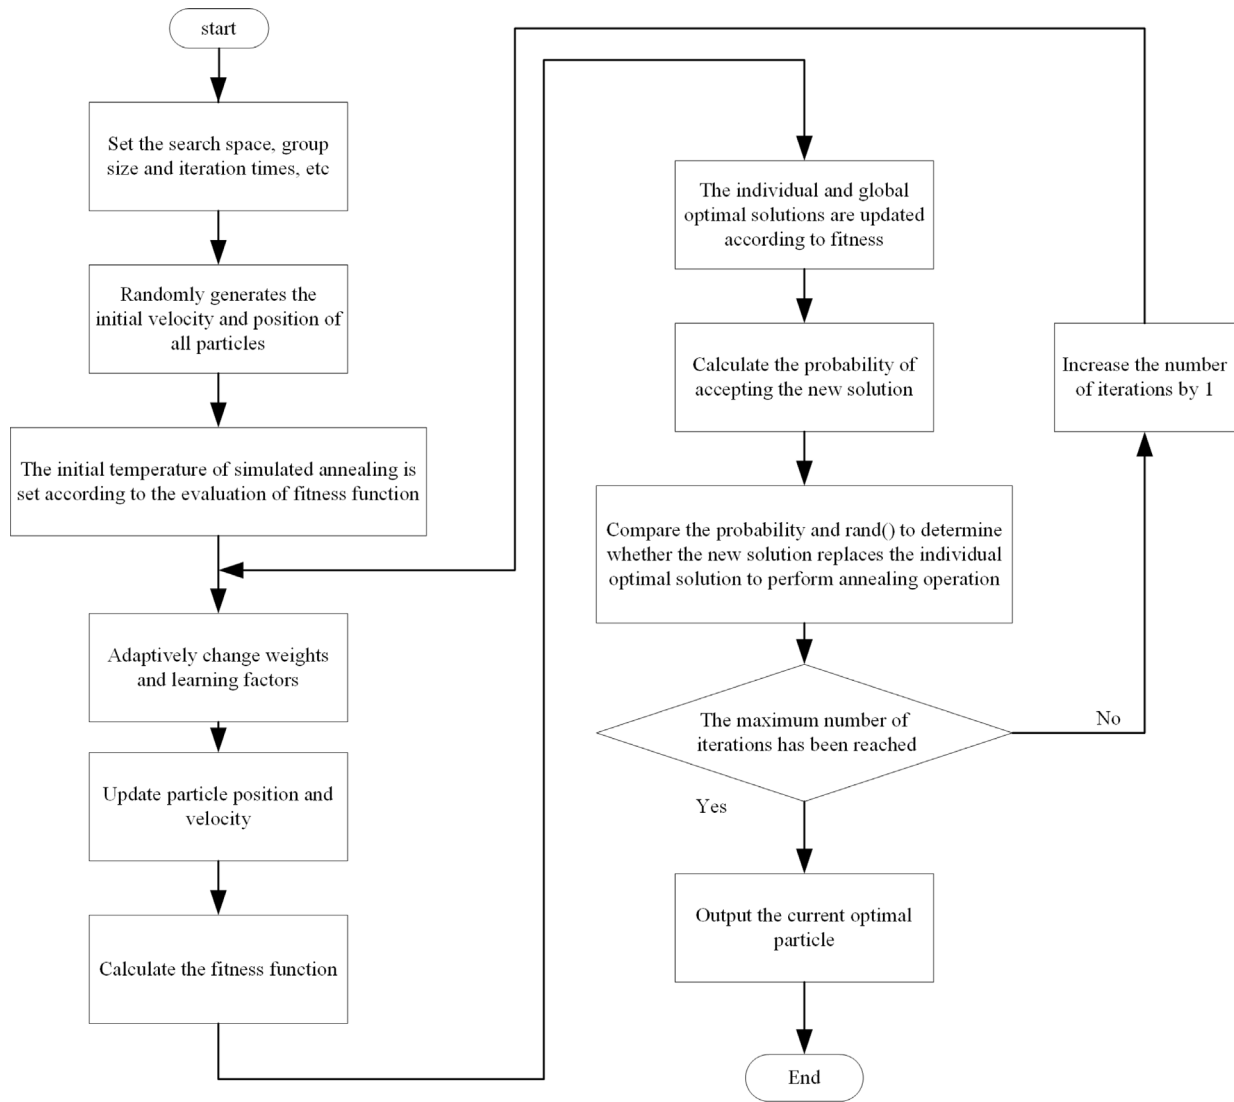 start
Set the search space, group
size and iteration times, etc
Randomly generates the
initial velocity and position of
all particles
The initial temperature of simulated annealing is
set according to the evaluation of fitness function
Adaptively change weights
and learning factors
Update particle position and
velocity
Calculate the fitness function
The individual and global
optimal solutions are updated
according to fitness
Calculate the probability of
accepting the new solution
Compare the probability and rand() to determine
whether the new solution replaces the individual
optimal solution to perform annealing operation
The maximum number of
iterations has been reached
No
Increase the number
of iterations by 1
Yes
Output the current optimal
particle
End